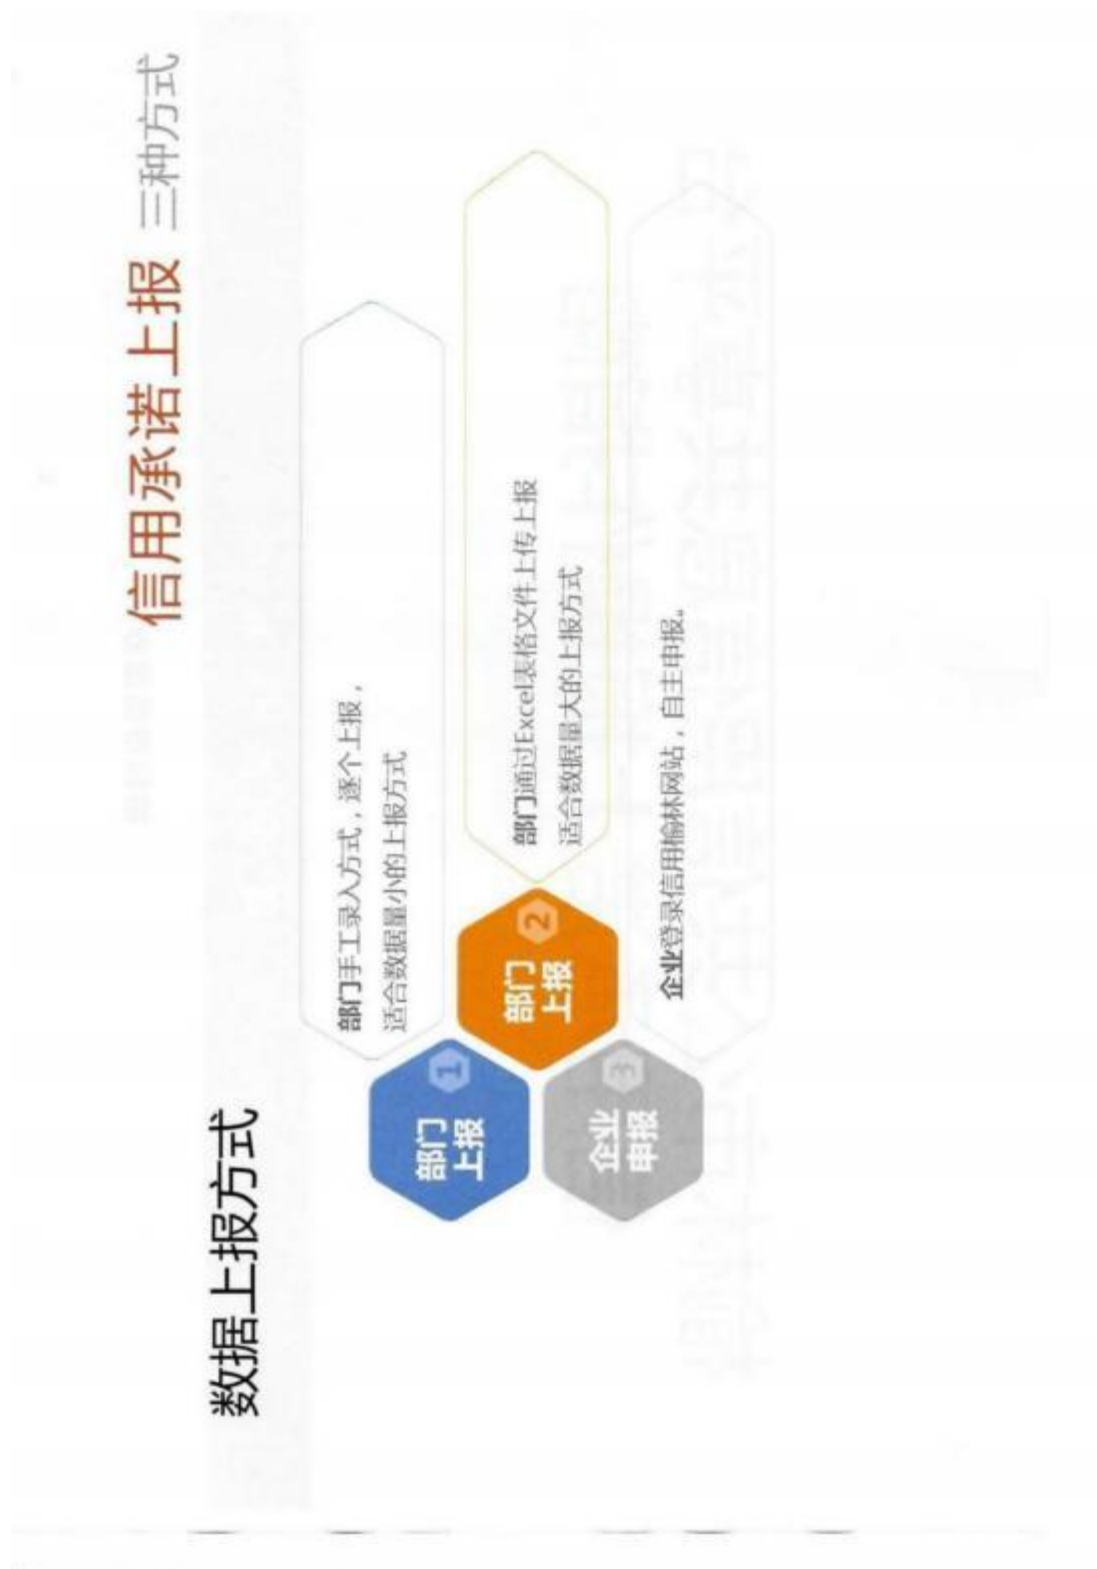 信用承诺上报 三种方式
数据上报方式
部门
上报
1
部门手工录入方式，逐个上报，
适合数据量小的上报方式
部门
上报
2
部门通过Excel表格文件上传上报
适合数据量大的上报方式
企业
申报
3
企业登录信用榆林网站，自主申报。